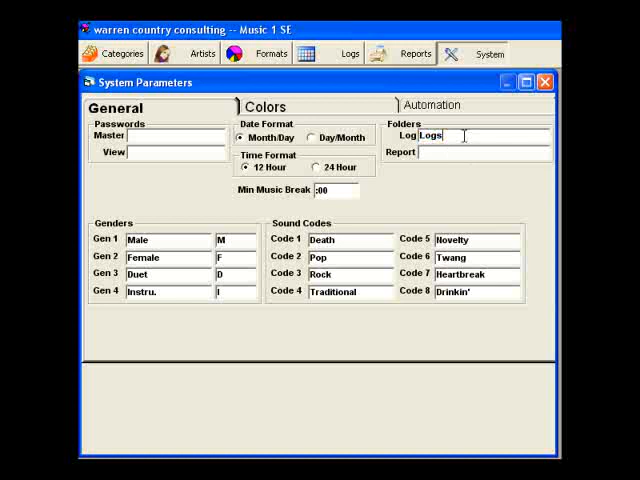 warren country consulting -- Music 1 SE
Categories Artists Formats Logs Reports System
System Parameters
General Colors Automation
Passwords Date Format Folders
Master Month/Day Day/Month Log Logs
View Time Format Report
12 Hour 24 Hour
Min Music Break :00
Genders Sound Codes
Gen 1 Male M Code 1 Death Code 5 Novelty
Gen 2 Female F Code 2 Pop Code 6 Twang
Gen 3 Duet D Code 3 Rock Code 7 Heartbreak
Gen 4 Instru. I Code 4 Traditional Code 8 Drinkin'